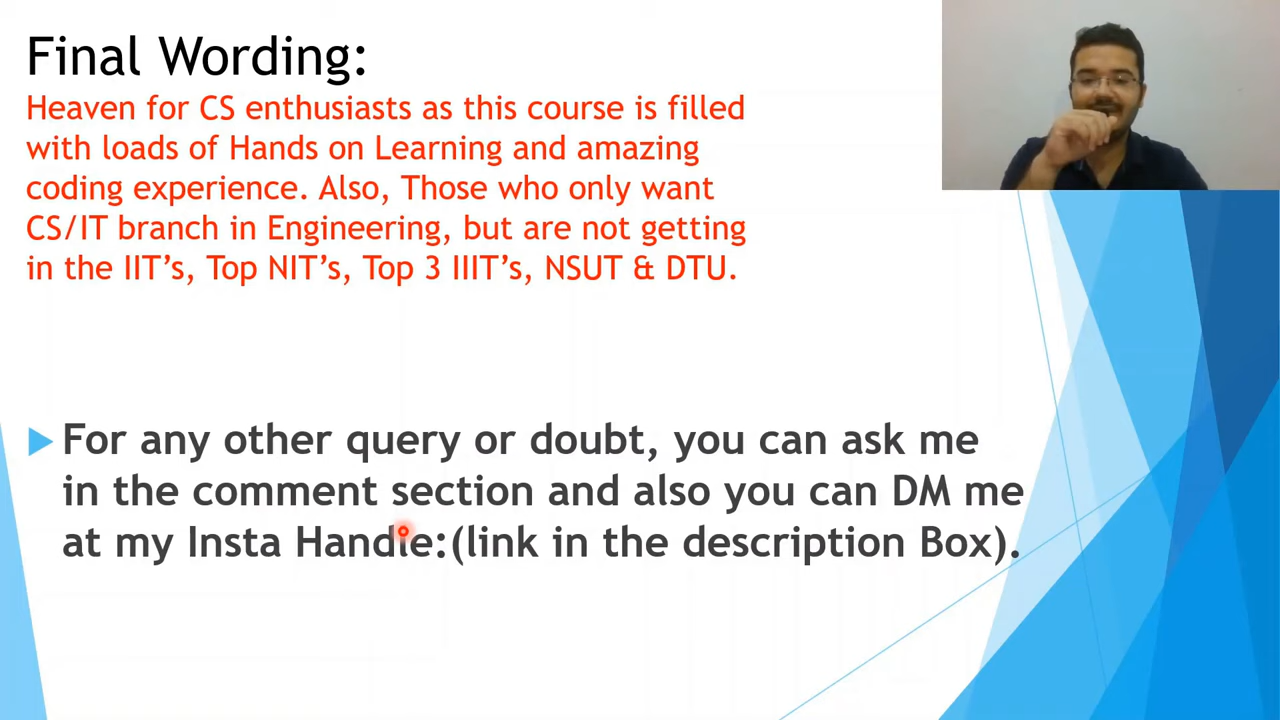 Final Wording:
Heaven for CS enthusiasts as this course is filled
with loads of Hands on Learning and amazing
coding experience. Also, Those who only want
CS/IT branch in Engineering, but are not getting
in the IIT’s, Top NIT’s, Top 3 IIIT’s, NSUT & DTU.
For any other query or doubt, you can ask me
in the comment section and also you can DM me
at my Insta Handle:(link in the description Box).